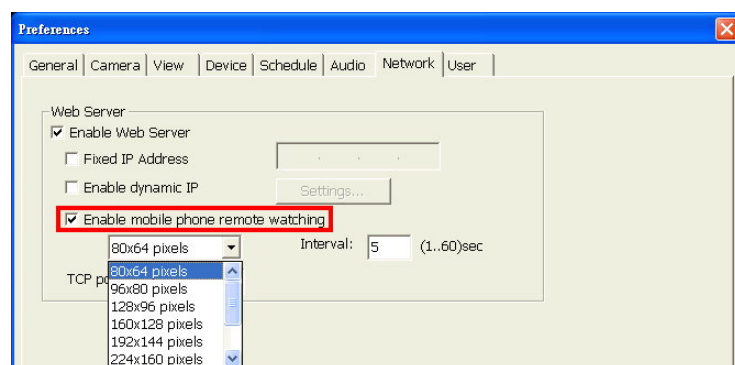 Preferences
General Camera View Device Schedule Audio Network User
Web Server
Enable Web Server
Fixed IP Address
Enable dynamic IP Settings...
Enable mobile phone remote watching
80x64 pixels Interval: 5 (1..60)sec
TCP po
80x64 pixels
96x80 pixels
128x96 pixels
160x128 pixels
192x144 pixels
224x160 pixels